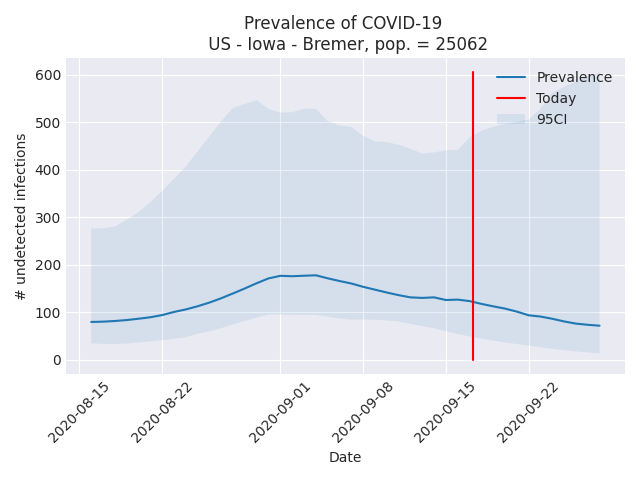 Prevalence of COVID-19
US - Iowa - Bremer, pop. = 25062
# undetected infections
600
500
400
300
200
100
0
Prevalence
Today
95CI
2020-08-15
2020-08-22
2020-09-01
2020-09-08
2020-09-15
2020-09-22
Date